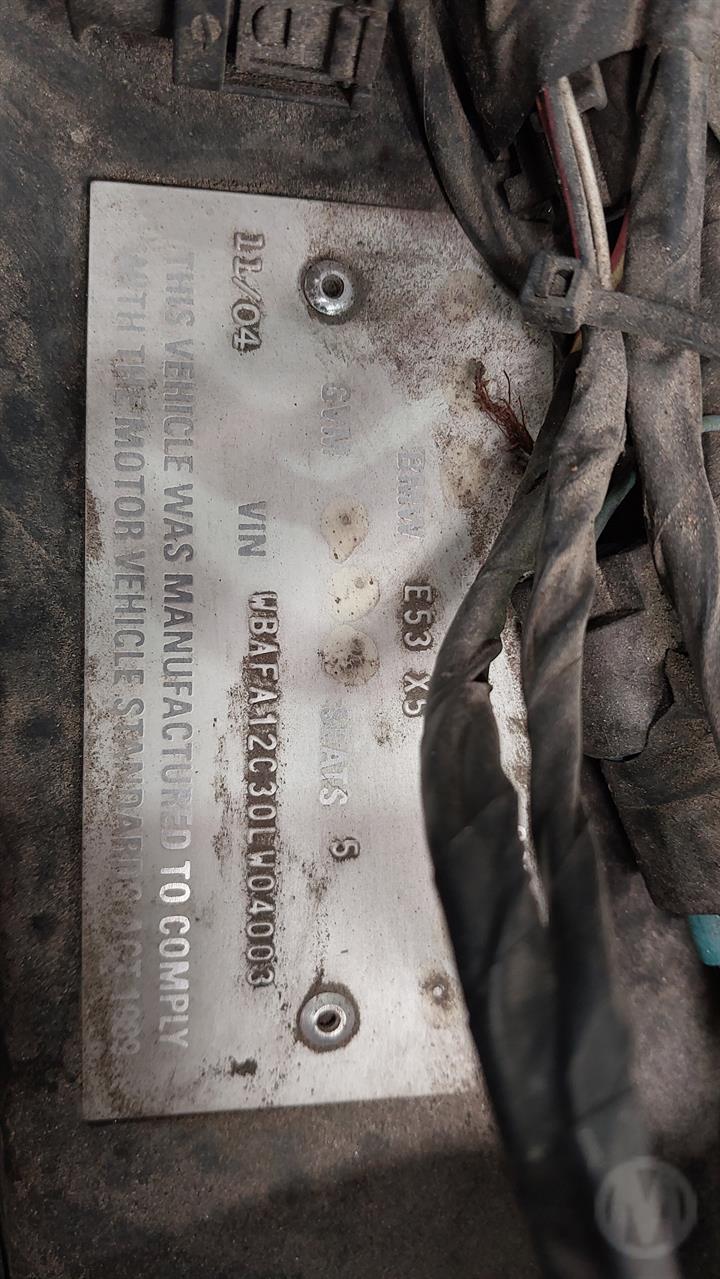 BMW E53 X5
GVM SEATS 5
11/04 VIN WBAFA12C30LW04003
THIS VEHICLE WAS MANUFACTURED TO COMPLY
WITH THE MOTOR VEHICLE STANDARDS ACT 1989
M